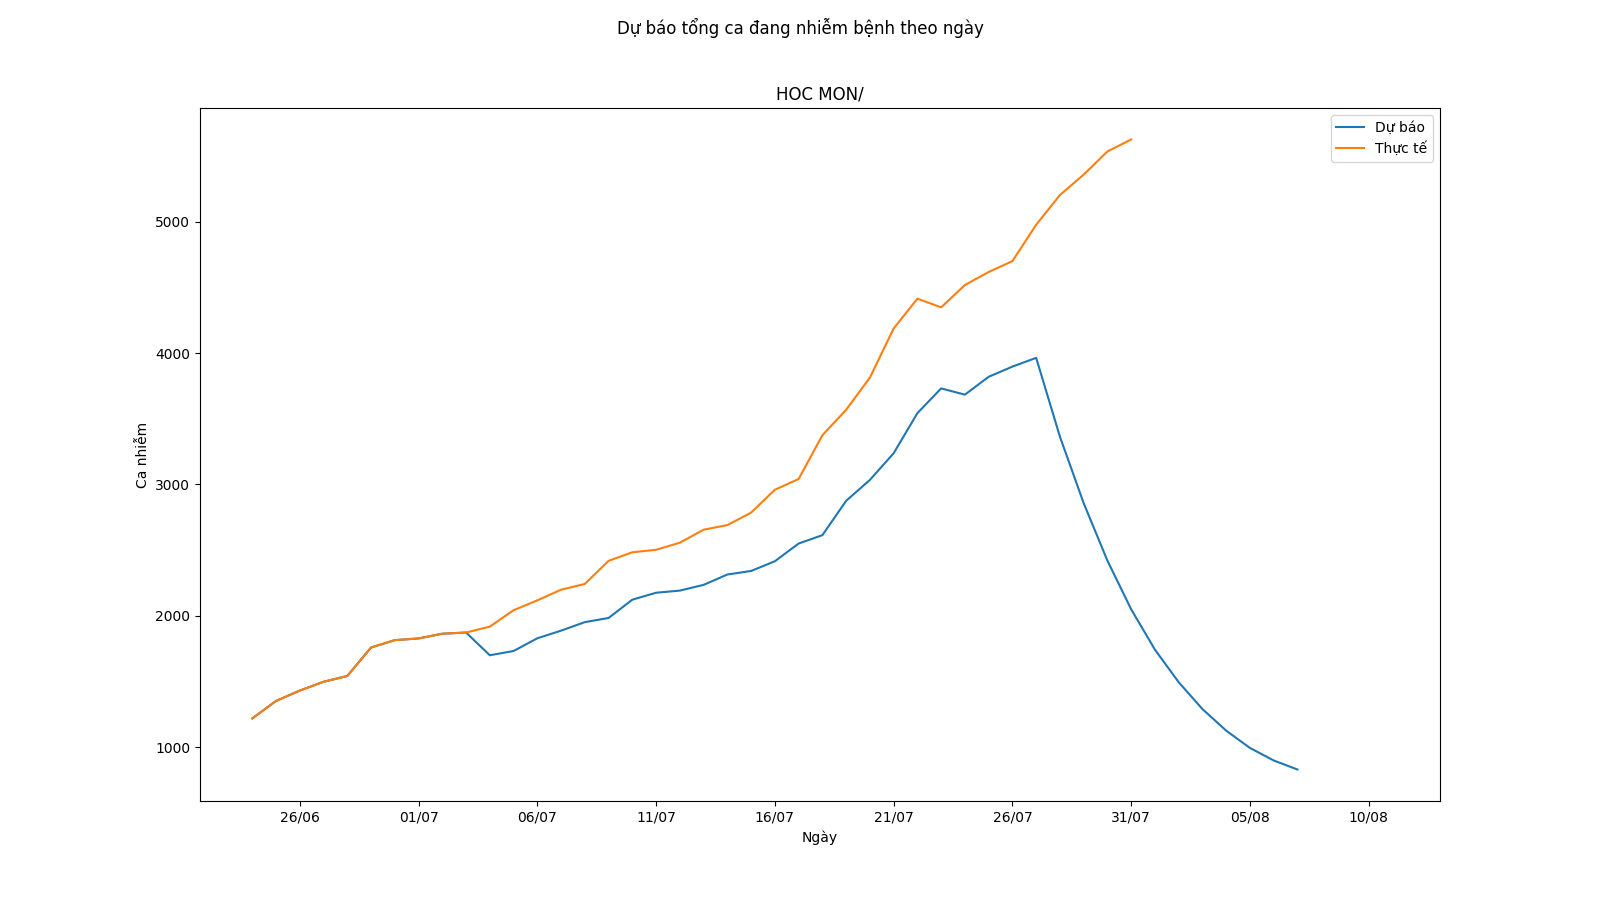 Dự báo tổng ca đang nhiễm bệnh theo ngày
HOC MON/
Dự báo
Thực tế
5000
4000
3000
2000
1000
Ca nhiễm
26/06 01/07 06/07 11/07 16/07 21/07 26/07 31/07 05/08 10/08
Ngày